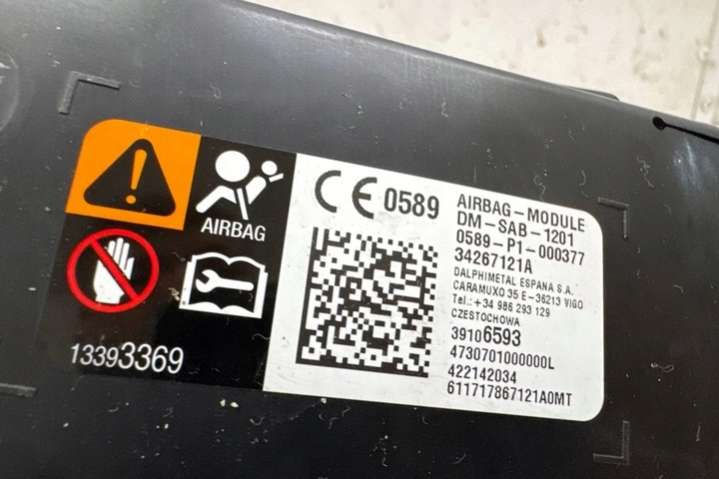 AIRBAG
13393369
CE 0589
AIRBAG-MODULE
DM-SAB-1201
0589-P1-000377
34267121A
DALPHIMETAL ESPANA S.A.
CARAMUXO 35 E-36213 VIGO
Tel.:+34 986 293 129
CZESTOCHOWA
39106593
4730701000000L
422142034
611717867121A0MT